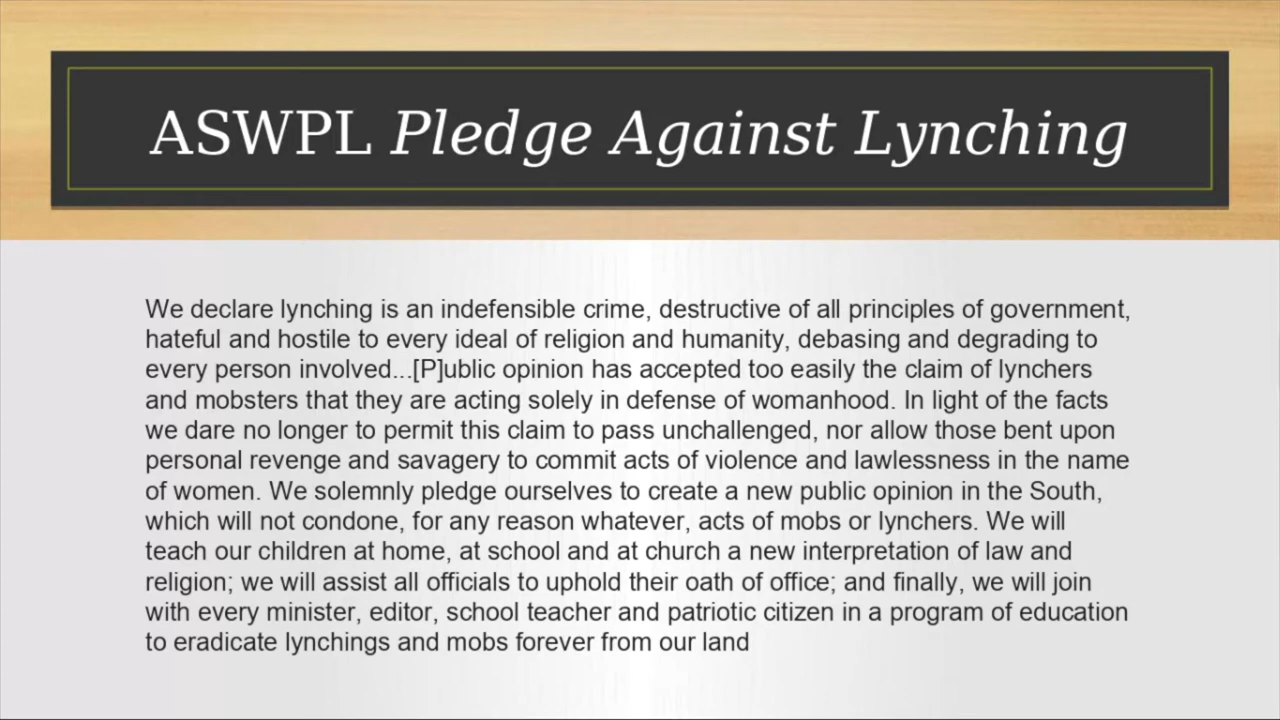 ASWPL Pledge Against Lynching
We declare lynching is an indefensible crime, destructive of all principles of government,
hateful and hostile to every ideal of religion and humanity, debasing and degrading to
every person involved...[P]ublic opinion has accepted too easily the claim of lynchers
and mobsters that they are acting solely in defense of womanhood. In light of the facts
we dare no longer to permit this claim to pass unchallenged, nor allow those bent upon
personal revenge and savagery to commit acts of violence and lawlessness in the name
of women. We solemnly pledge ourselves to create a new public opinion in the South,
which will not condone, for any reason whatever, acts of mobs or lynchers. We will
teach our children at home, at school and at church a new interpretation of law and
religion; we will assist all officials to uphold their oath of office; and finally, we will join
with every minister, editor, school teacher and patriotic citizen in a program of education
to eradicate lynchings and mobs forever from our land